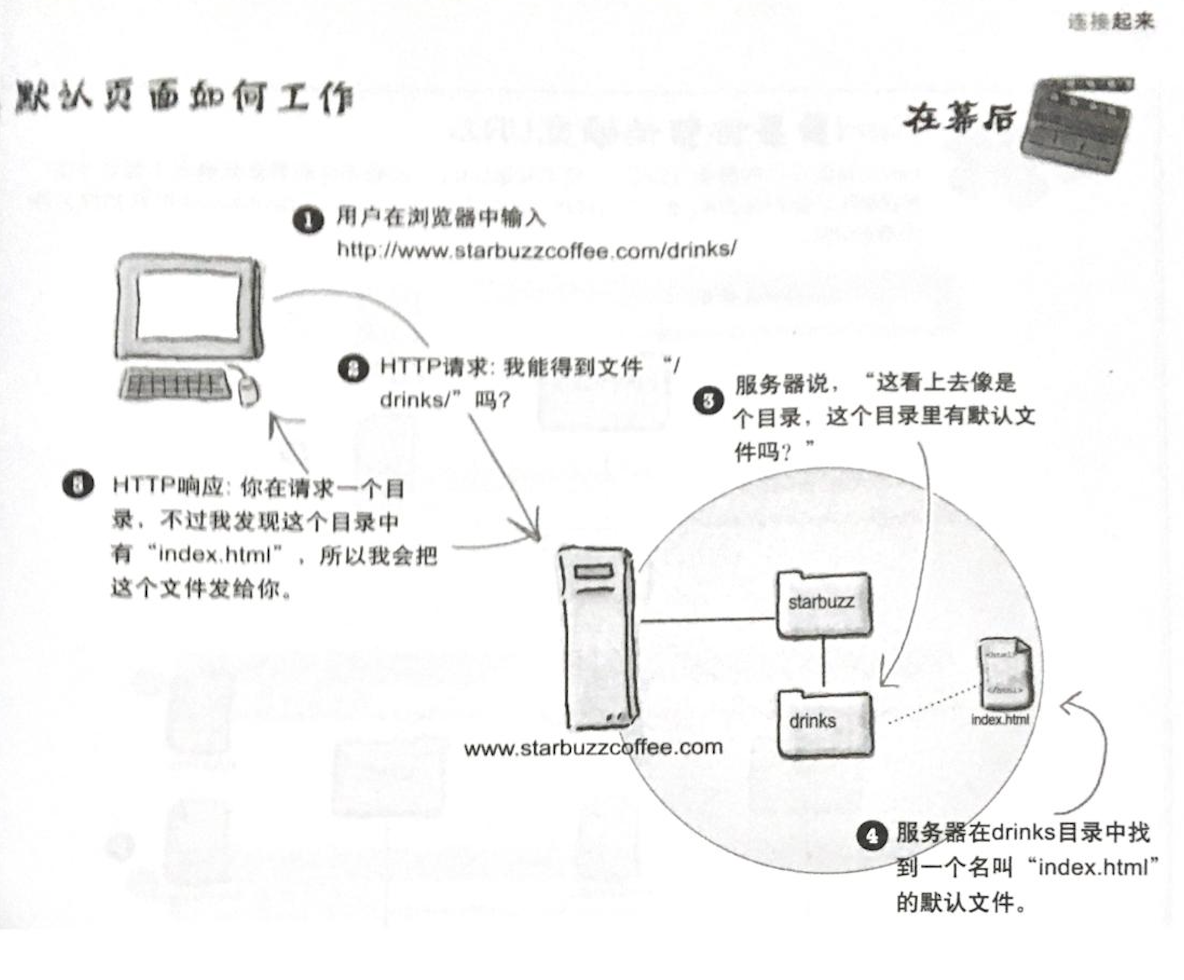 连接起来
默认页面如何工作
在幕后
1 用户在浏览器中输入
http://www.starbuzzcoffee.com/drinks/
2 HTTP请求: 我能得到文件 “/
drinks/” 吗?
3 服务器说, “这看上去像是
个目录, 这个目录里有默认文
件吗? ”
5 HTTP响应: 你在请求一个目
录, 不过我发现这个目录中
有“index.html”, 所以我会把
这个文件发给你。
starbuzz
<html>
</html>
drinks
index.html
www.starbuzzcoffee.com
4 服务器在drinks目录中找
到一个名叫“index.html”
的默认文件。